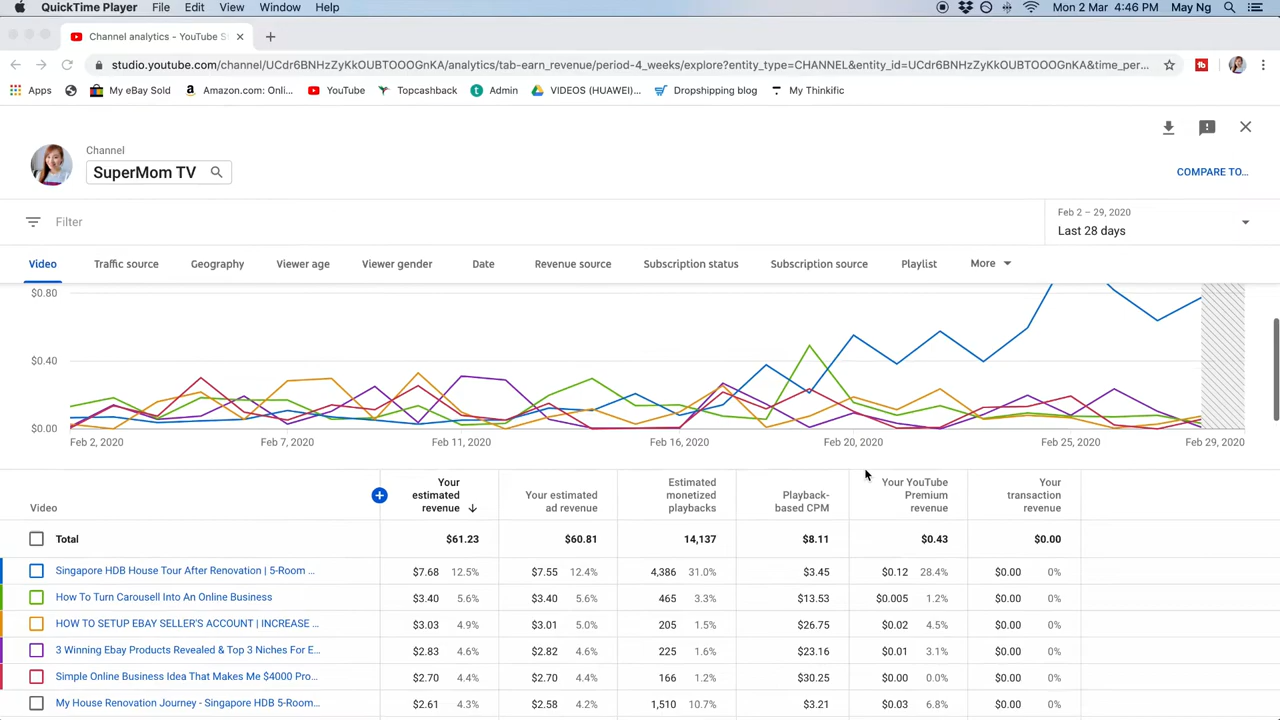 QuickTime Player File Edit View Window Help Mon 2 Mar 4:46 PM May Ng
Channel analytics - YouTube S
studio.youtube.com/channel/UCdr6BNHzZyKkOUBTOOOGnKA/analytics/tab-earn_revenue/period-4_weeks/explore?entity_type=CHANNEL&entity_id=UCdr6BNHzZyKkOUBTOOOGnKA&time_per...
Apps My eBay Sold Amazon.com: Onli... YouTube Topcashback Admin VIDEOS (HUAWEI)... Dropshipping blog My Thinkific
Channel
SuperMom TV
COMPARE TO...
Filter
Feb 2 – 29, 2020
Last 28 days
Video Traffic source Geography Viewer age Viewer gender Date Revenue source Subscription status Subscription source Playlist More
$0.80
$0.40
$0.00
Feb 2, 2020 Feb 7, 2020 Feb 11, 2020 Feb 16, 2020 Feb 20, 2020 Feb 25, 2020 Feb 29, 2020
Video
Your
estimated
revenue
Your estimated
ad revenue
Estimated
monetized
playbacks
Playback-
based CPM
Your YouTube
Premium
revenue
Your
transaction
revenue
Total $61.23 $60.81 14,137 $8.11 $0.43 $0.00
Singapore HDB House Tour After Renovation | 5-Room ... $7.68 12.5% $7.55 12.4% 4,386 31.0% $3.45 $0.12 28.4% $0.00 0%
How To Turn Carousell Into An Online Business $3.40 5.6% $3.40 5.6% 465 3.3% $13.53 $0.005 1.2% $0.00 0%
HOW TO SETUP EBAY SELLER'S ACCOUNT | INCREASE ... $3.03 4.9% $3.01 5.0% 205 1.5% $26.75 $0.02 4.5% $0.00 0%
3 Winning Ebay Products Revealed & Top 3 Niches For E... $2.83 4.6% $2.82 4.6% 225 1.6% $23.16 $0.01 3.1% $0.00 0%
Simple Online Business Idea That Makes Me $4000 Pro... $2.70 4.4% $2.70 4.4% 166 1.2% $30.25 $0.00 0.0% $0.00 0%
My House Renovation Journey - Singapore HDB 5-Room... $2.61 4.3% $2.58 4.2% 1,510 10.7% $3.21 $0.03 6.8% $0.00 0%